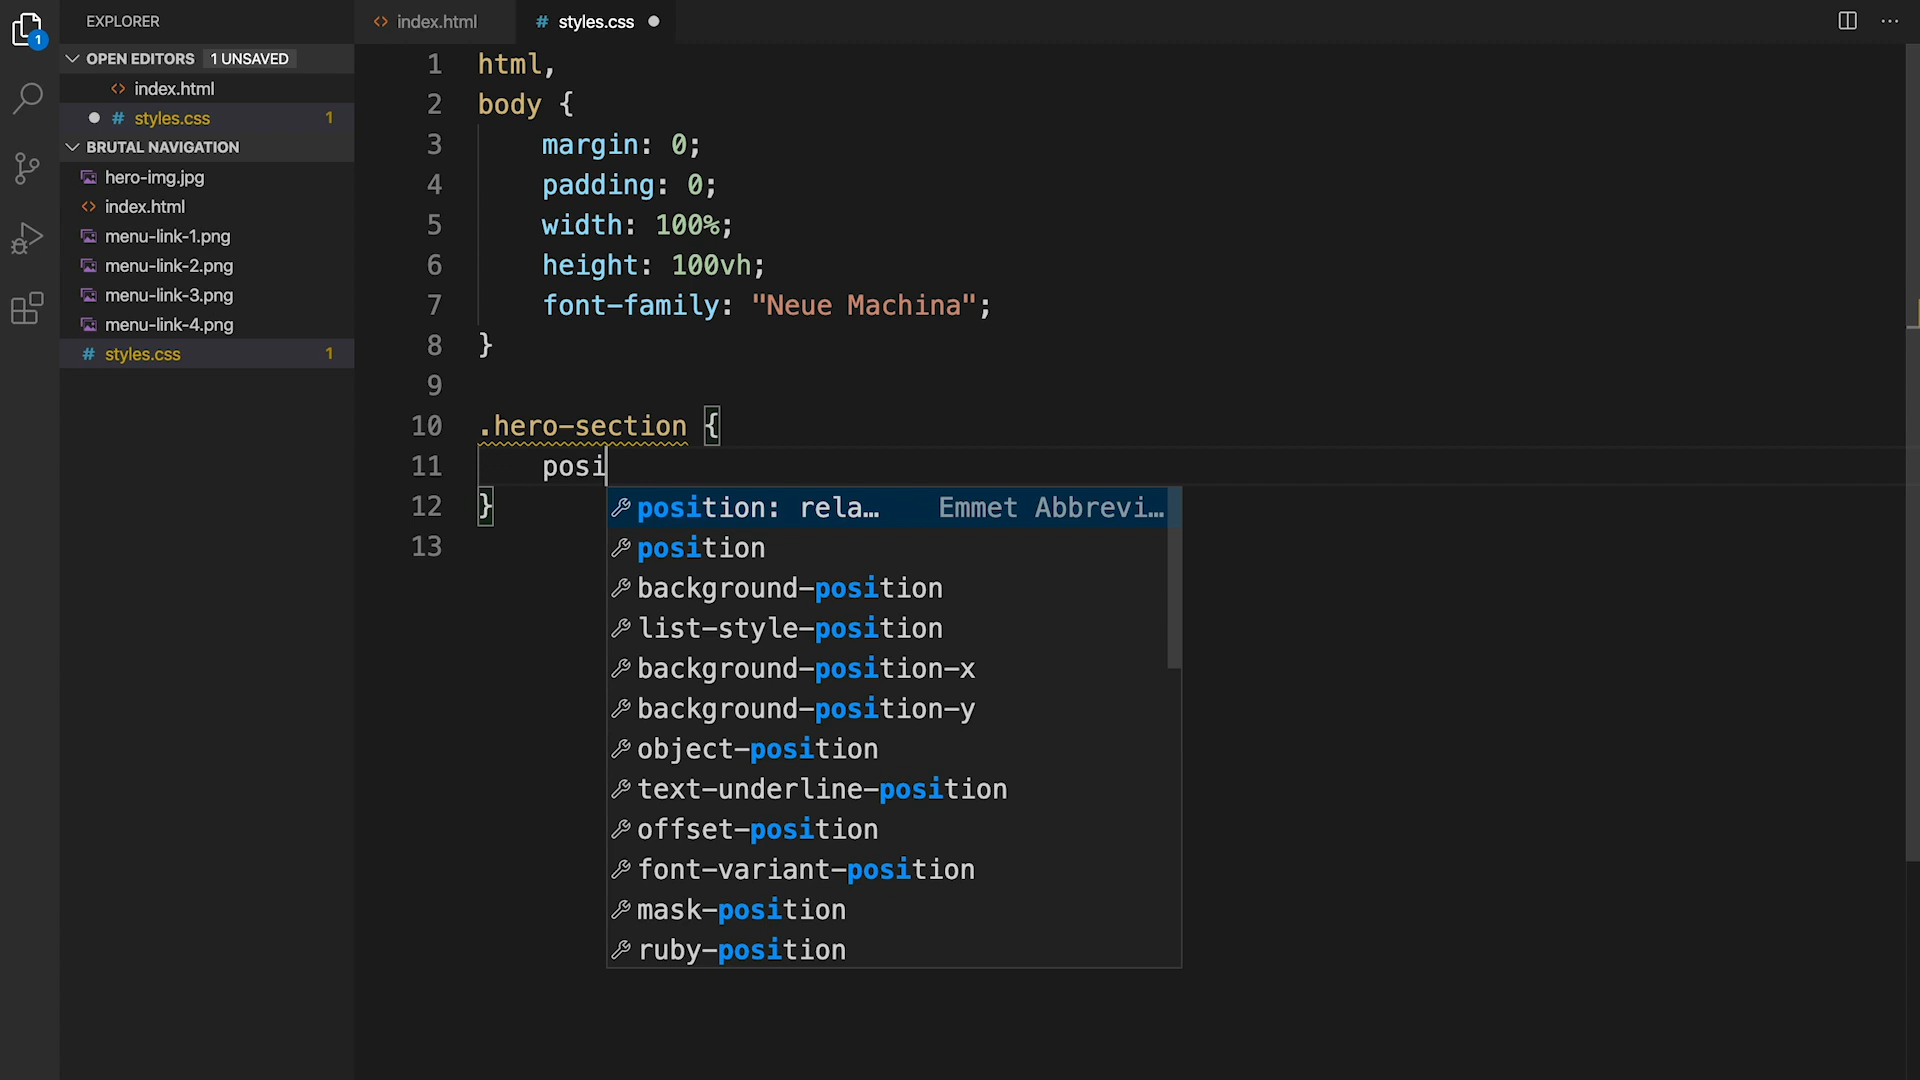 EXPLORER
OPEN EDITORS 1 UNSAVED
index.html
# styles.css 1
BRUTAL NAVIGATION
hero-img.jpg
index.html
menu-link-1.png
menu-link-2.png
menu-link-3.png
menu-link-4.png
# styles.css 1
1
index.html
# styles.css
1 html,
2 body {
3 margin: 0;
4 padding: 0;
5 width: 100%;
6 height: 100vh;
7 font-family: "Neue Machina";
8 }
9
10 .hero-section {
11 posi
12 }
13
position: rela… Emmet Abbrevi…
position
background-position
list-style-position
background-position-x
background-position-y
object-position
text-underline-position
offset-position
font-variant-position
mask-position
ruby-position